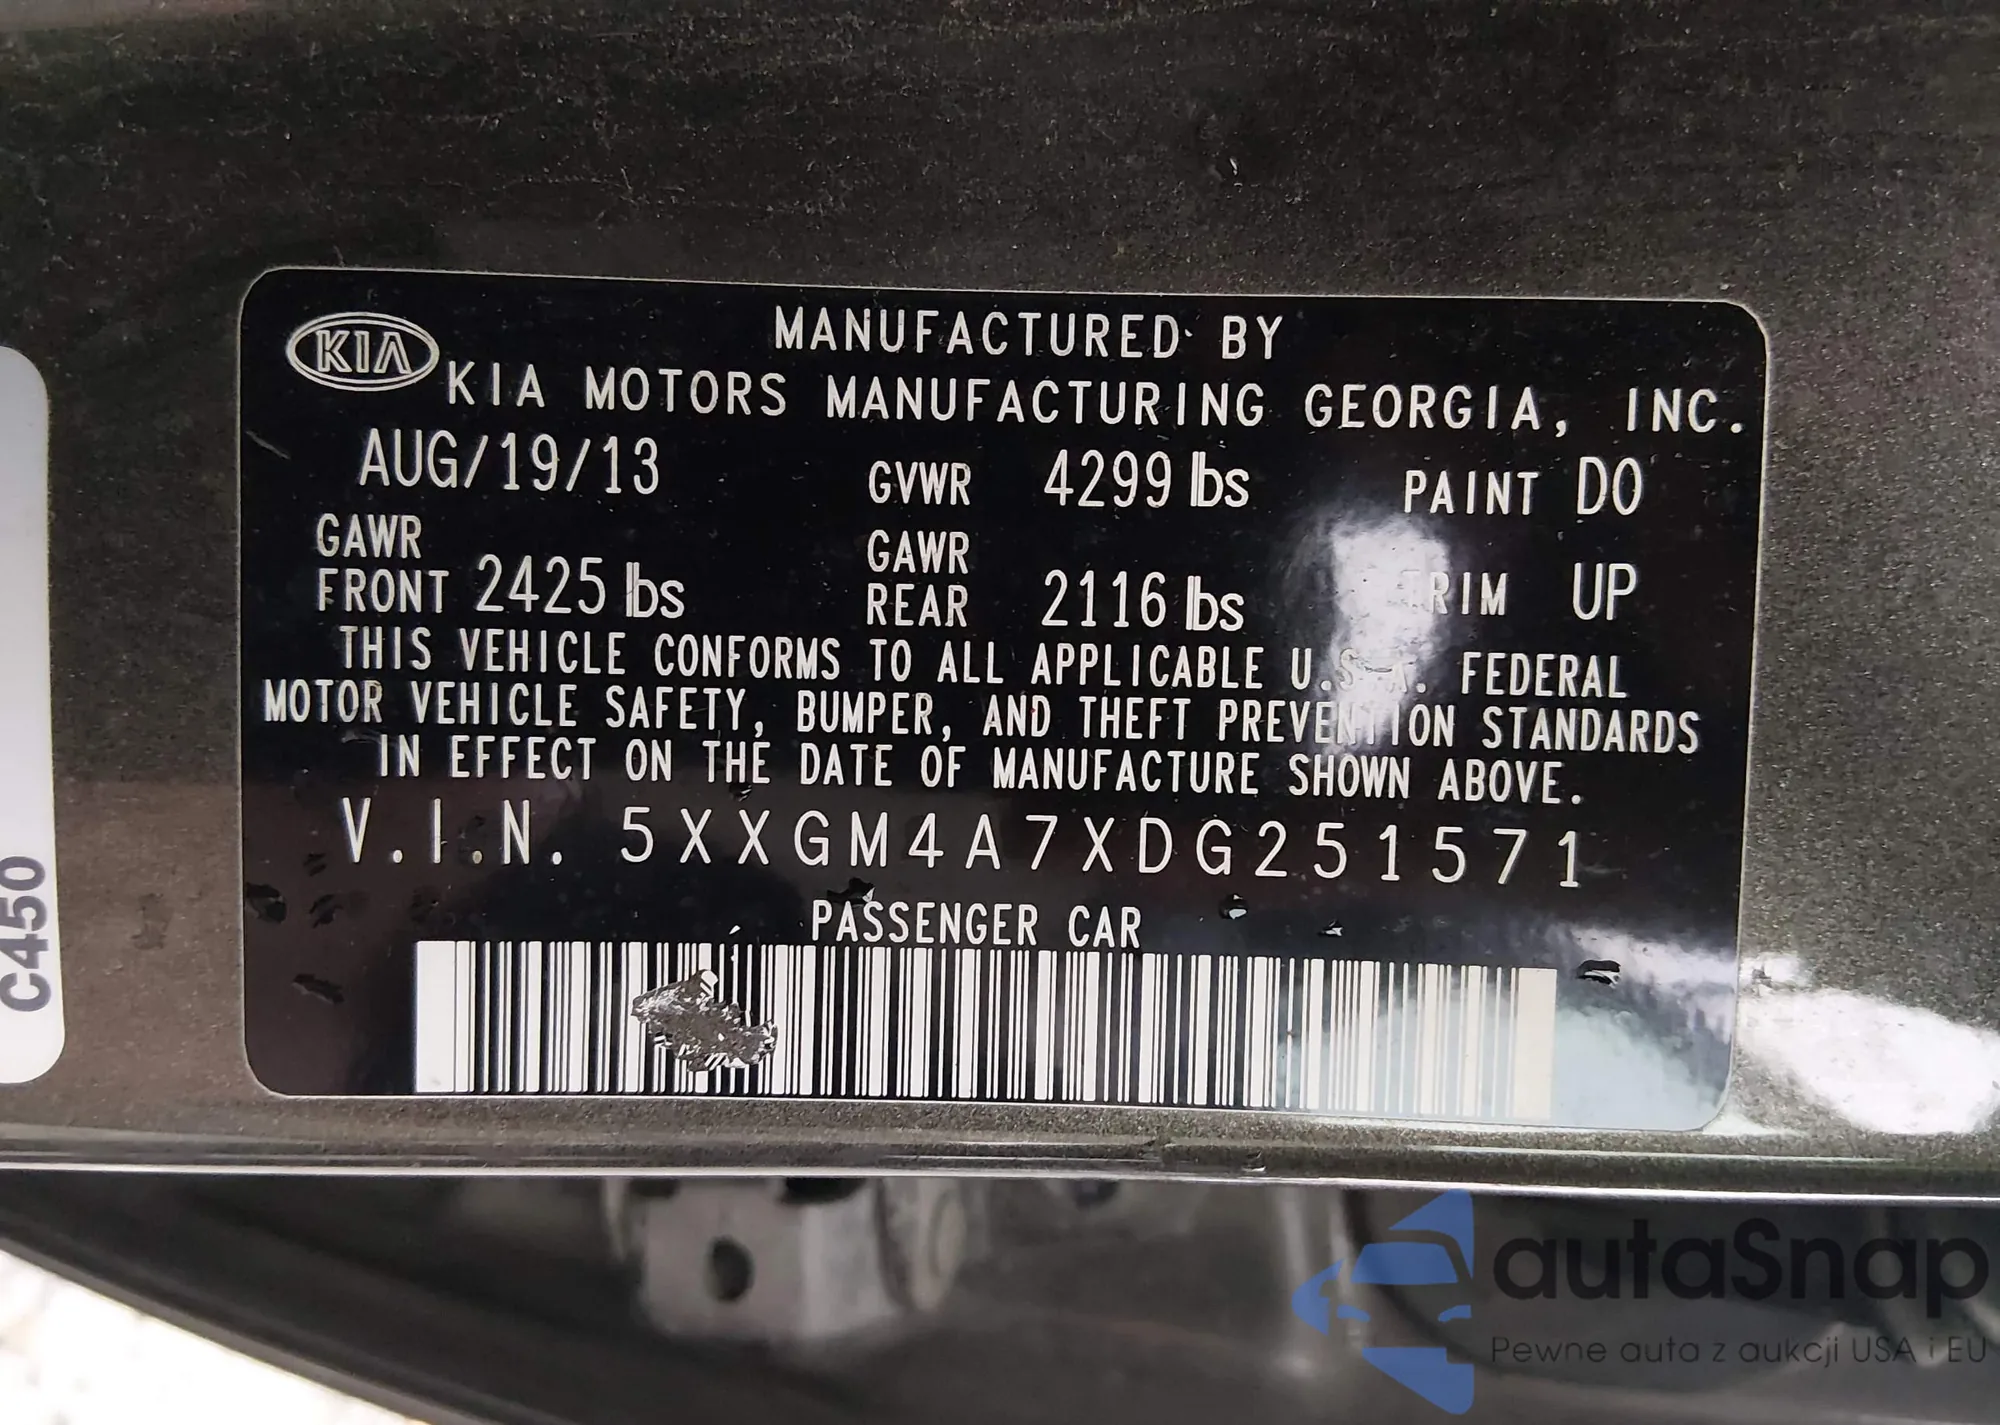 MANUFACTURED BY
KIA KIA MOTORS MANUFACTURING GEORGIA, INC.
AUG/19/13 GVWR 4299 lbs PAINT D0
GAWR FRONT 2425 lbs GAWR REAR 2116 lbs TRIM UP
THIS VEHICLE CONFORMS TO ALL APPLICABLE U.S.A. FEDERAL
MOTOR VEHICLE SAFETY, BUMPER, AND THEFT PREVENTION STANDARDS
IN EFFECT ON THE DATE OF MANUFACTURE SHOWN ABOVE.
V.I.N. 5XXGM4A7XDG251571
PASSENGER CAR
C450
autaSnap
Pewne auta z aukcji USA i EU